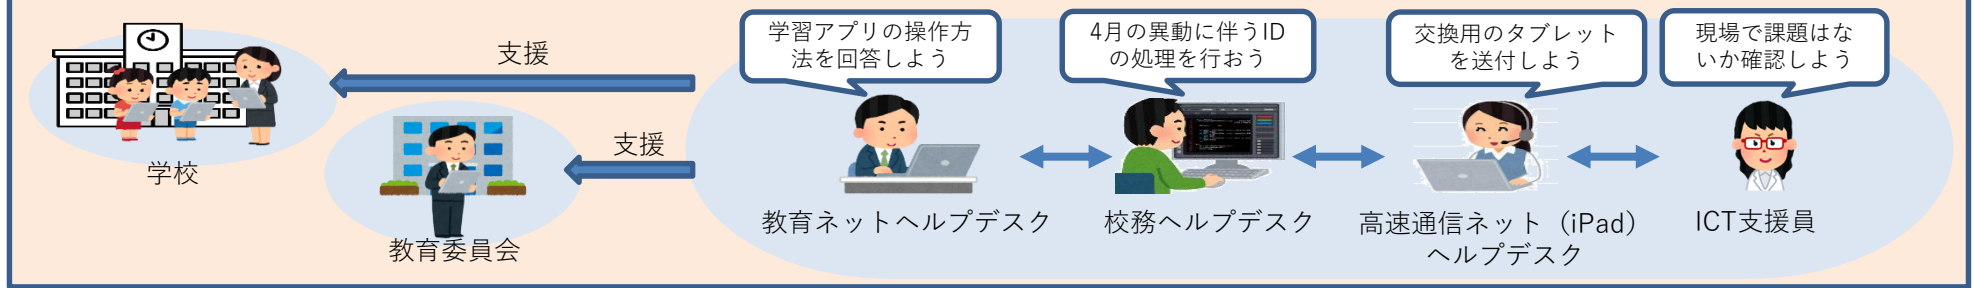 学習アプリの操作方
法を回答しよう
4月の異動に伴うID
の処理を行おう
交換用のタブレット
を送付しよう
現場で課題はな
いか確認しよう
支援
支援
学校
教育委員会
教育ネットヘルプデスク
校務ヘルプデスク
高速通信ネット（iPad）
ヘルプデスク
ICT支援員